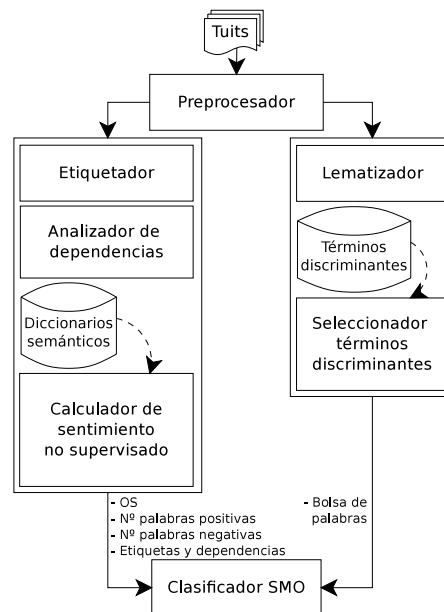 Tuits
Preprocesador
Etiquetador
Analizador de
dependencias
Diccionarios
semánticos
Calculador de
sentimiento
no supervisado
Lematizador
Términos
discriminantes
Seleccionador
términos
discriminantes
- OS
- Nº palabras positivas
- Nº palabras negativas
- Etiquetas y dependencias
- Bolsa de
palabras
Clasificador SMO